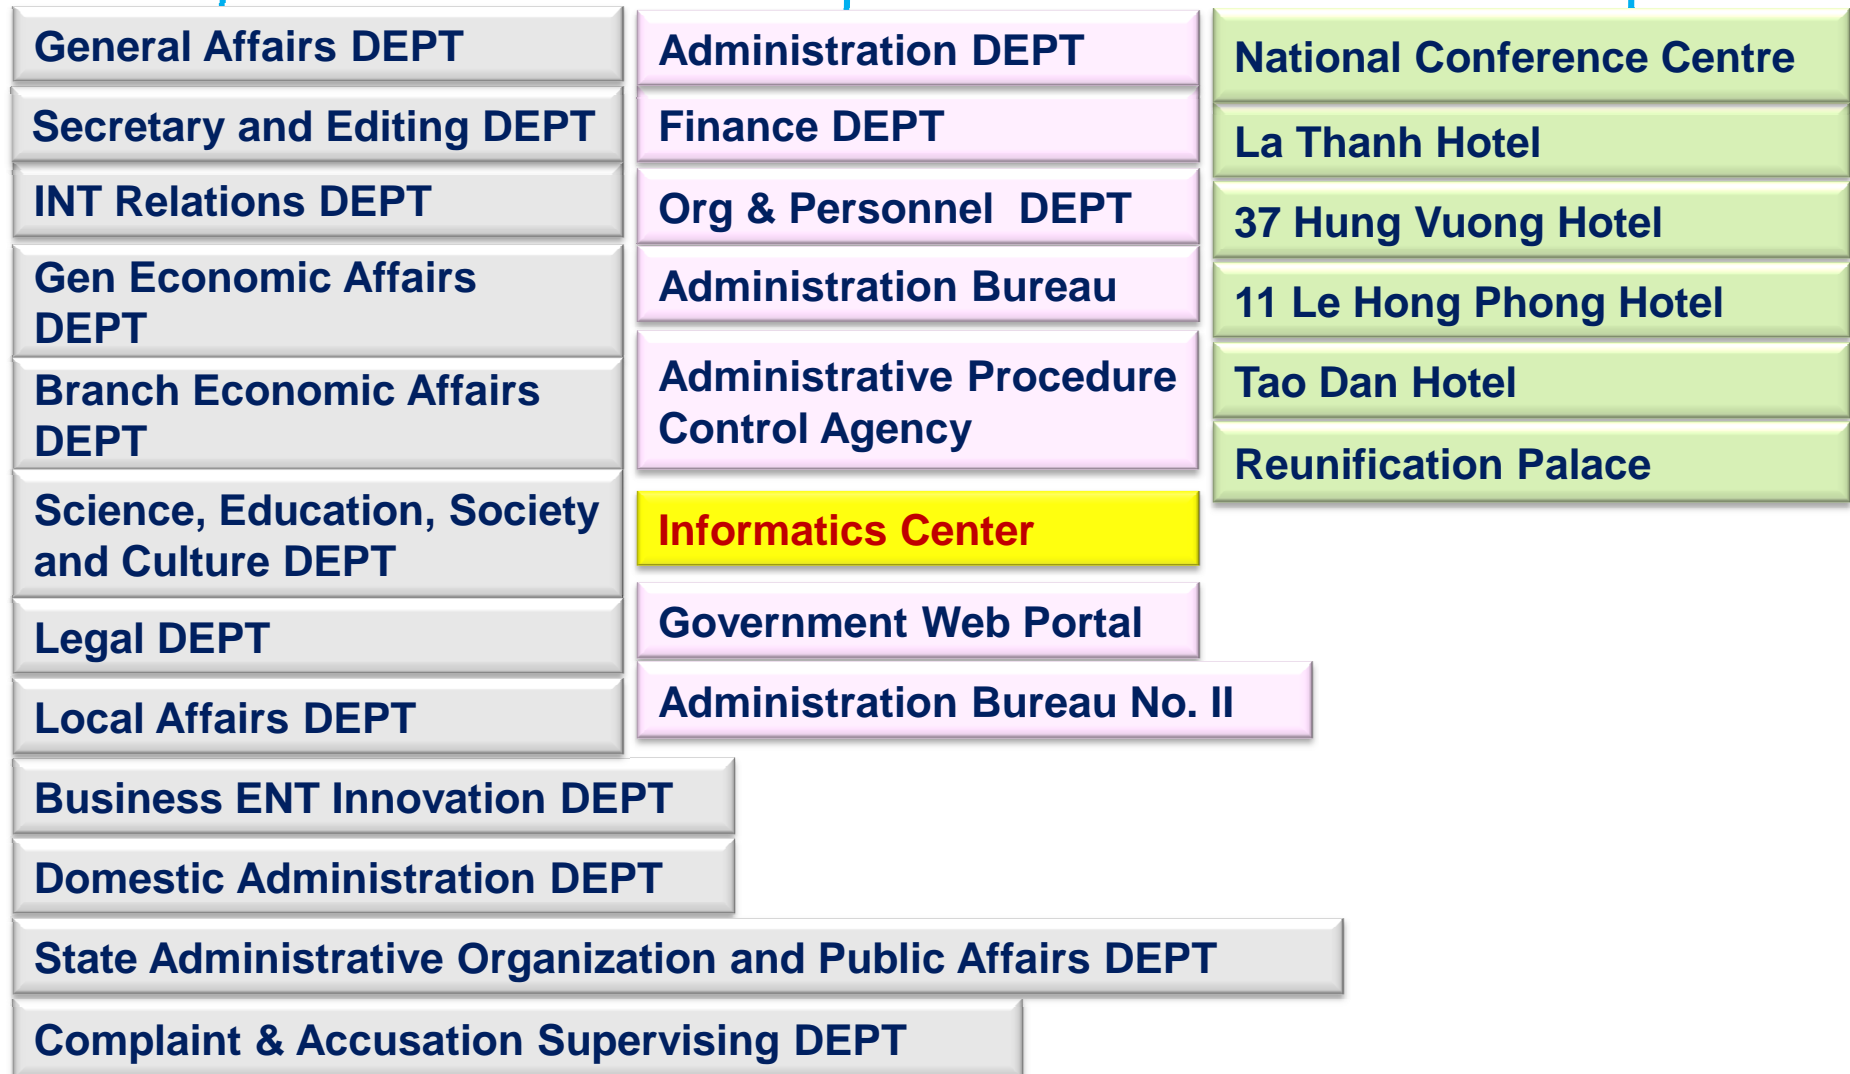 General Affairs DEPT
Secretary and Editing DEPT
INT Relations DEPT
Gen Economic Affairs
DEPT
Branch Economic Affairs
DEPT
Science, Education, Society
and Culture DEPT
Legal DEPT
Local Affairs DEPT
Business ENT Innovation DEPT
Domestic Administration DEPT
State Administrative Organization and Public Affairs DEPT
Complaint & Accusation Supervising DEPT
Administration DEPT
Finance DEPT
Org & Personnel  DEPT
Administration Bureau
Administrative Procedure
Control Agency
Informatics Center
Government Web Portal
Administration Bureau No. II
National Conference Centre
La Thanh Hotel
37 Hung Vuong Hotel
11 Le Hong Phong Hotel
Tao Dan Hotel
Reunification Palace